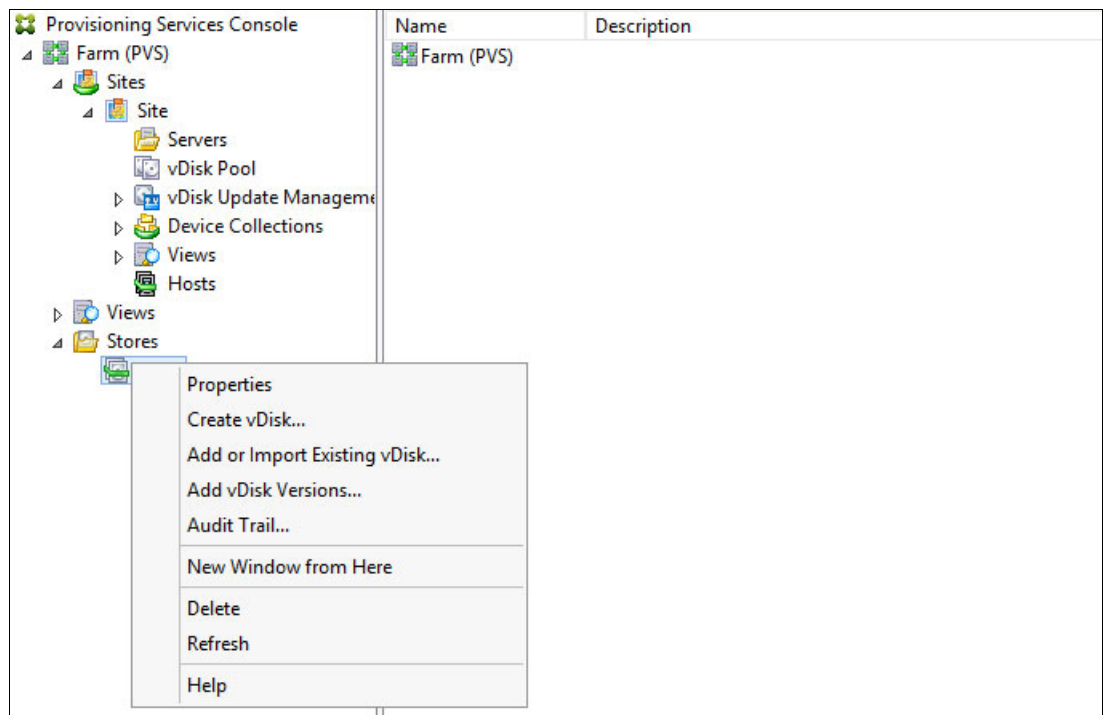 Provisioning Services Console
Name Description
Farm (PVS)
Farm (PVS)
Sites
Site
Servers
vDisk Pool
vDisk Update Manageme
Device Collections
Views
Hosts
Views
Stores
Properties
Create vDisk...
Add or Import Existing vDisk...
Add vDisk Versions...
Audit Trail...
New Window from Here
Delete
Refresh
Help